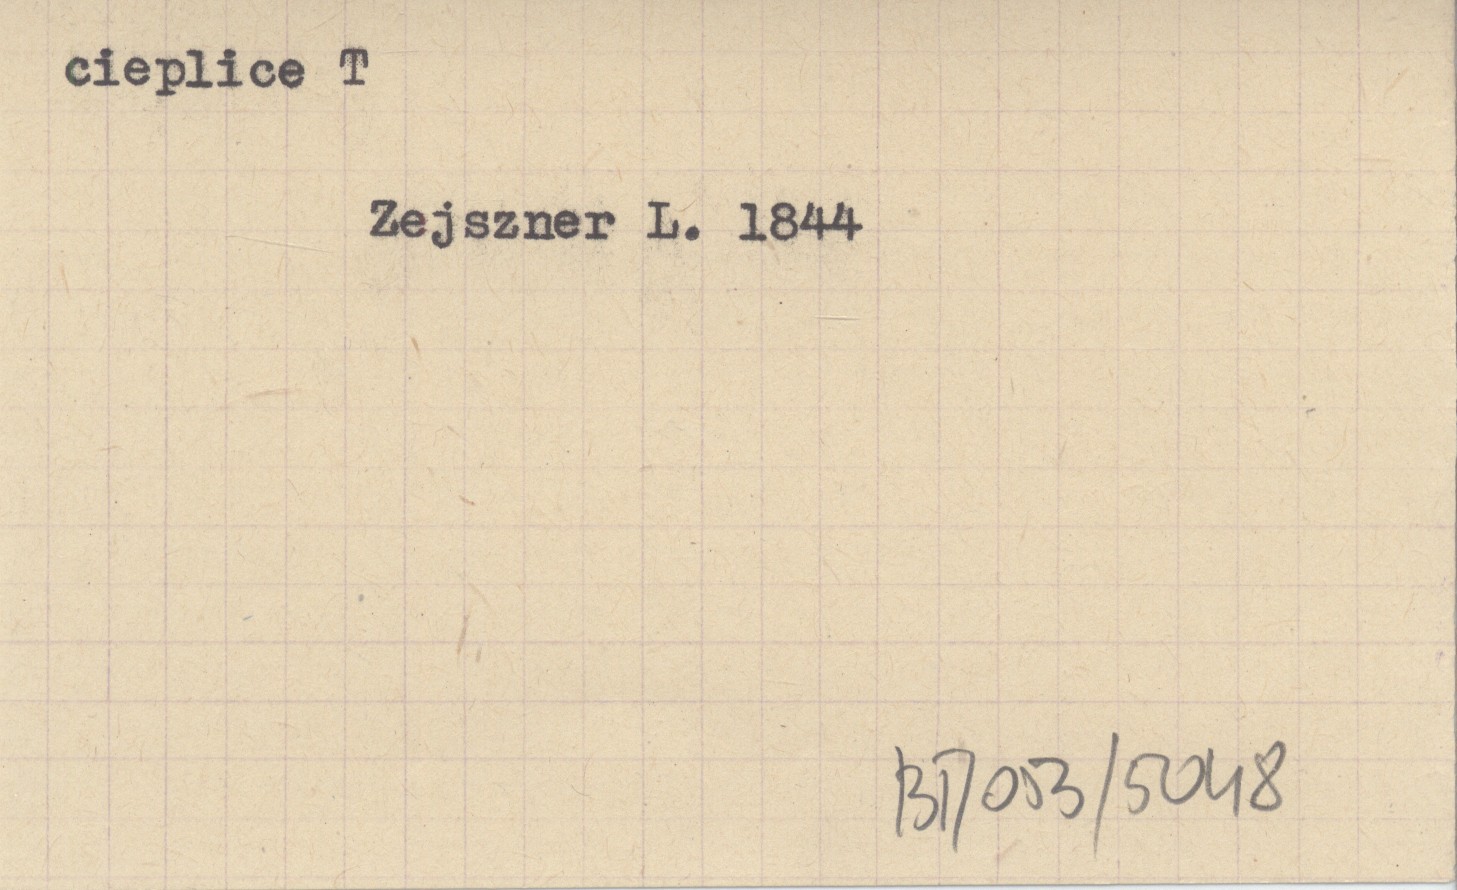 cieplice T
Zejszner L. 1844
BT/053/5048